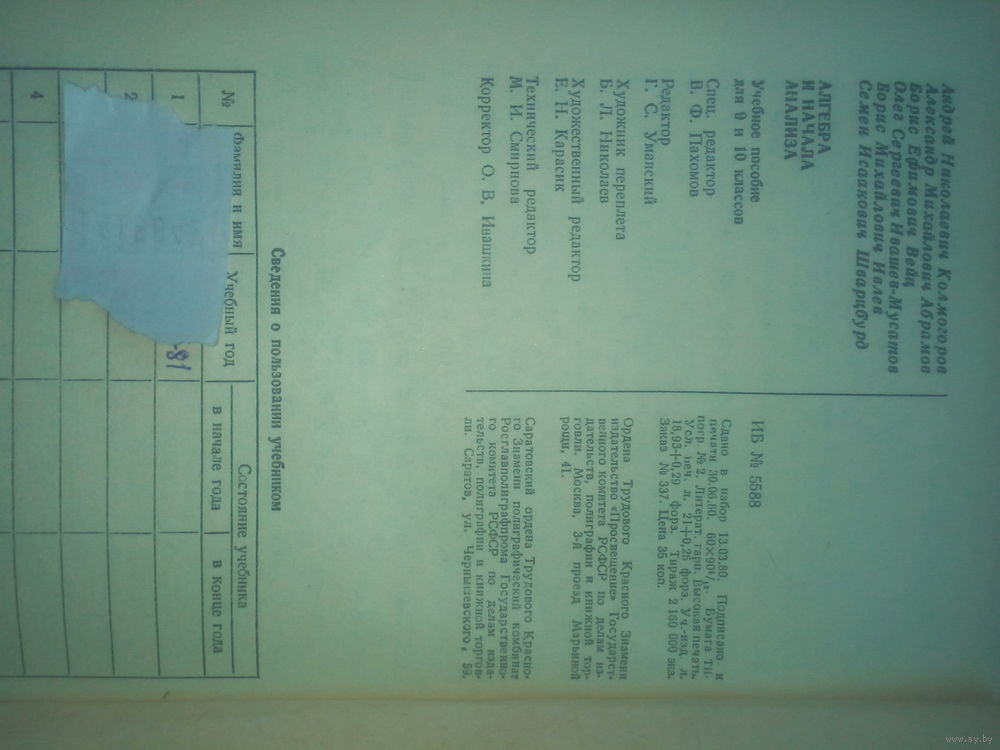 Андрей Николаевич Колмогоров
Александр Михайлович Абрамов
Борис Ефимович Вейц
Олег Сергеевич Ивашев-Мусатов
Борис Михайлович Ивлев
Семен Исаакович Шварцбурд
АЛГЕБРА
И НАЧАЛА
АНАЛИЗА
Учебное пособие
для 9 и 10 классов
Спец. редактор
В. Ф. Пахомов
Редактор
Г. С. Уманский
Художник переплета
Б. Л. Николаев
Художественный редактор
Е. Н. Карасик
Технический редактор
М. И. Смирнова
Корректор О. В. Ивашкина
ИБ № 5588
Сдано в набор 13.03.80. Подписано к
печати 30.06.80. 60×90¹/₁₆. Бумага ти-
погр. № 2. Литерат. гарн. Высокая печать.
Усл. печ. л. 21+0,25 форз. Уч.-изд. л.
18,93+0,29 форз. Тираж 2 160 000 экз.
Заказ № 337. Цена 35 коп.
Ордена Трудового Красного Знамени
издательство «Просвещение» Государст-
венного комитета РСФСР по делам из-
дательств, полиграфии и книжной тор-
говли. Москва, 3-й проезд Марьиной
рощи, 41.
Саратовский ордена Трудового Красно-
го Знамени полиграфический комбинат
Росглавполиграфпрома Государственно-
го комитета РСФСР по делам изда-
тельств, полиграфии и книжной торгов-
ли. Саратов, ул. Чернышевского, 59.
Сведения о пользовании учебником
№
Фамилия и имя
Учебный год
Состояние учебника
в начале года
в конце года
1
-81
2
4
www.ay.by